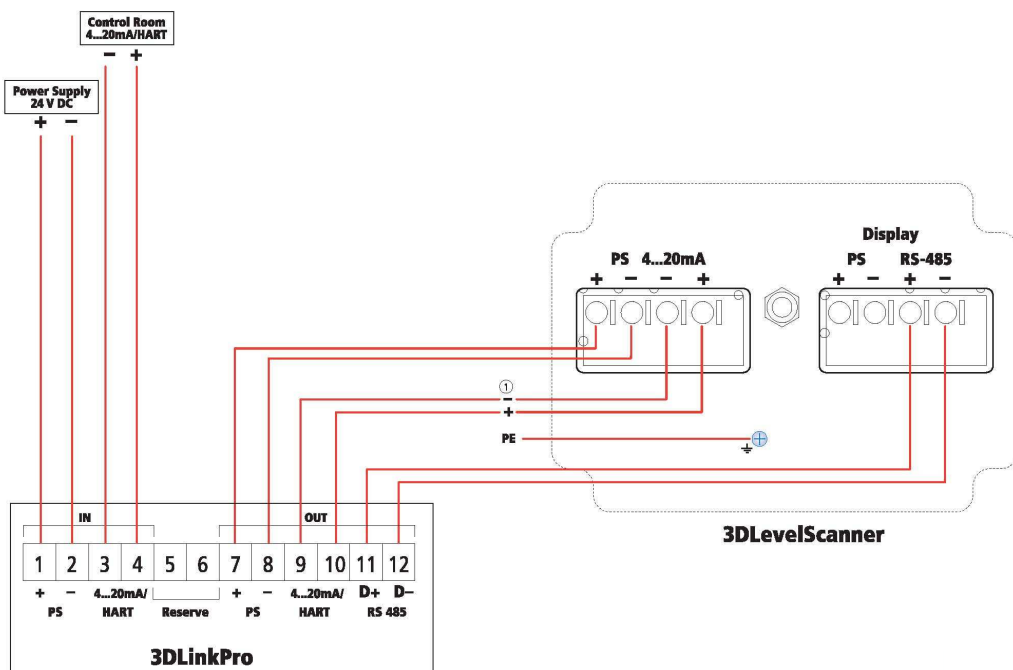 Control Room
4...20mA/HART
− +
Power Supply
24 V DC
+ −
Display
PS 4...20mA
PS RS-485
+ − − +
+ − + −
1
−
+
PE
3DLevelScanner
IN
OUT
1 2 3 4 5 6 7 8 9 10 11 12
+ − 4...20mA/ + − 4...20mA/ D+ D−
PS HART Reserve PS HART RS 485
3DLinkPro